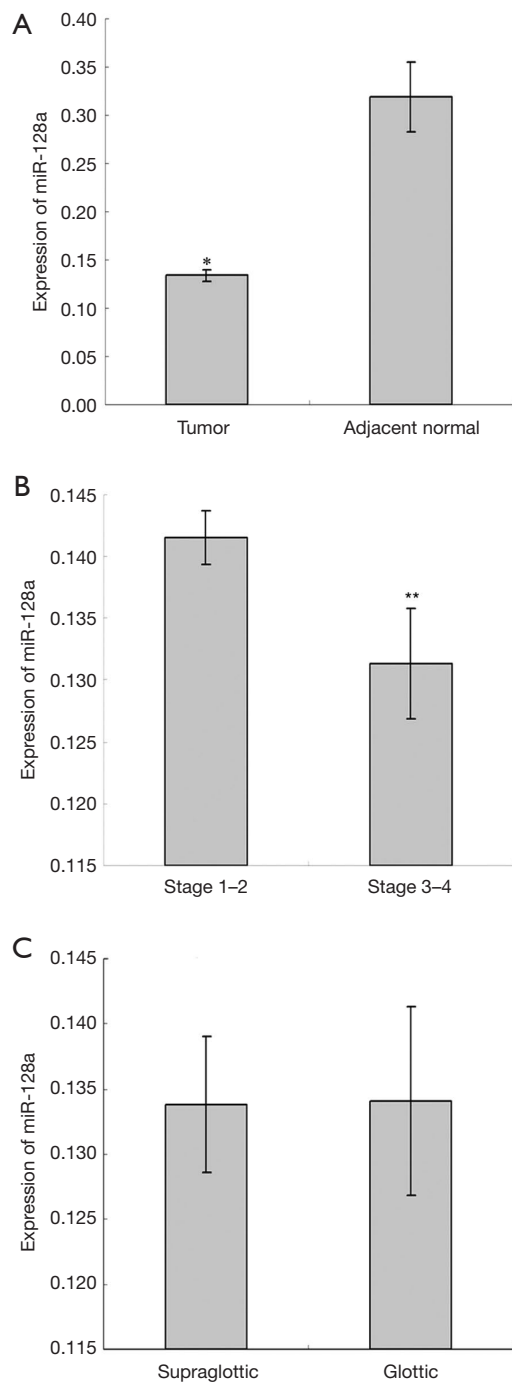 A
Expression of miR-128a
0.40
0.35
0.30
0.25
0.20
0.15
0.10
0.05
0.00
*
Tumor
Adjacent normal
B
Expression of miR-128a
0.145
0.140
0.135
0.130
0.125
0.120
0.115
**
Stage 1–2
Stage 3–4
C
Expression of miR-128a
0.145
0.140
0.135
0.130
0.125
0.120
0.115
Supraglottic
Glottic